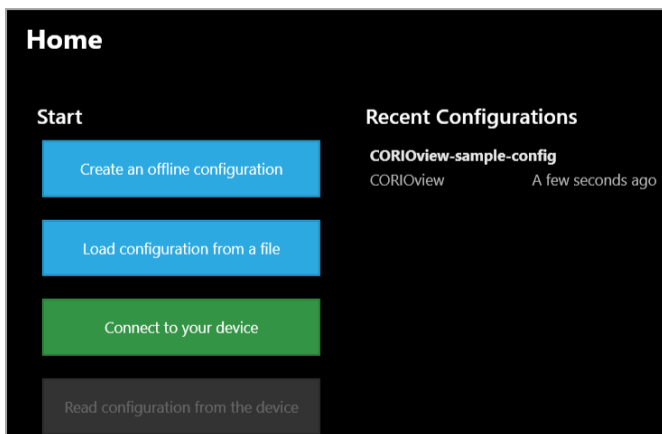 Home
Start
Create an offline configuration
Load configuration from a file
Connect to your device
Read configuration from the device
Recent Configurations
CORIOview-sample-config
CORIOview A few seconds ago